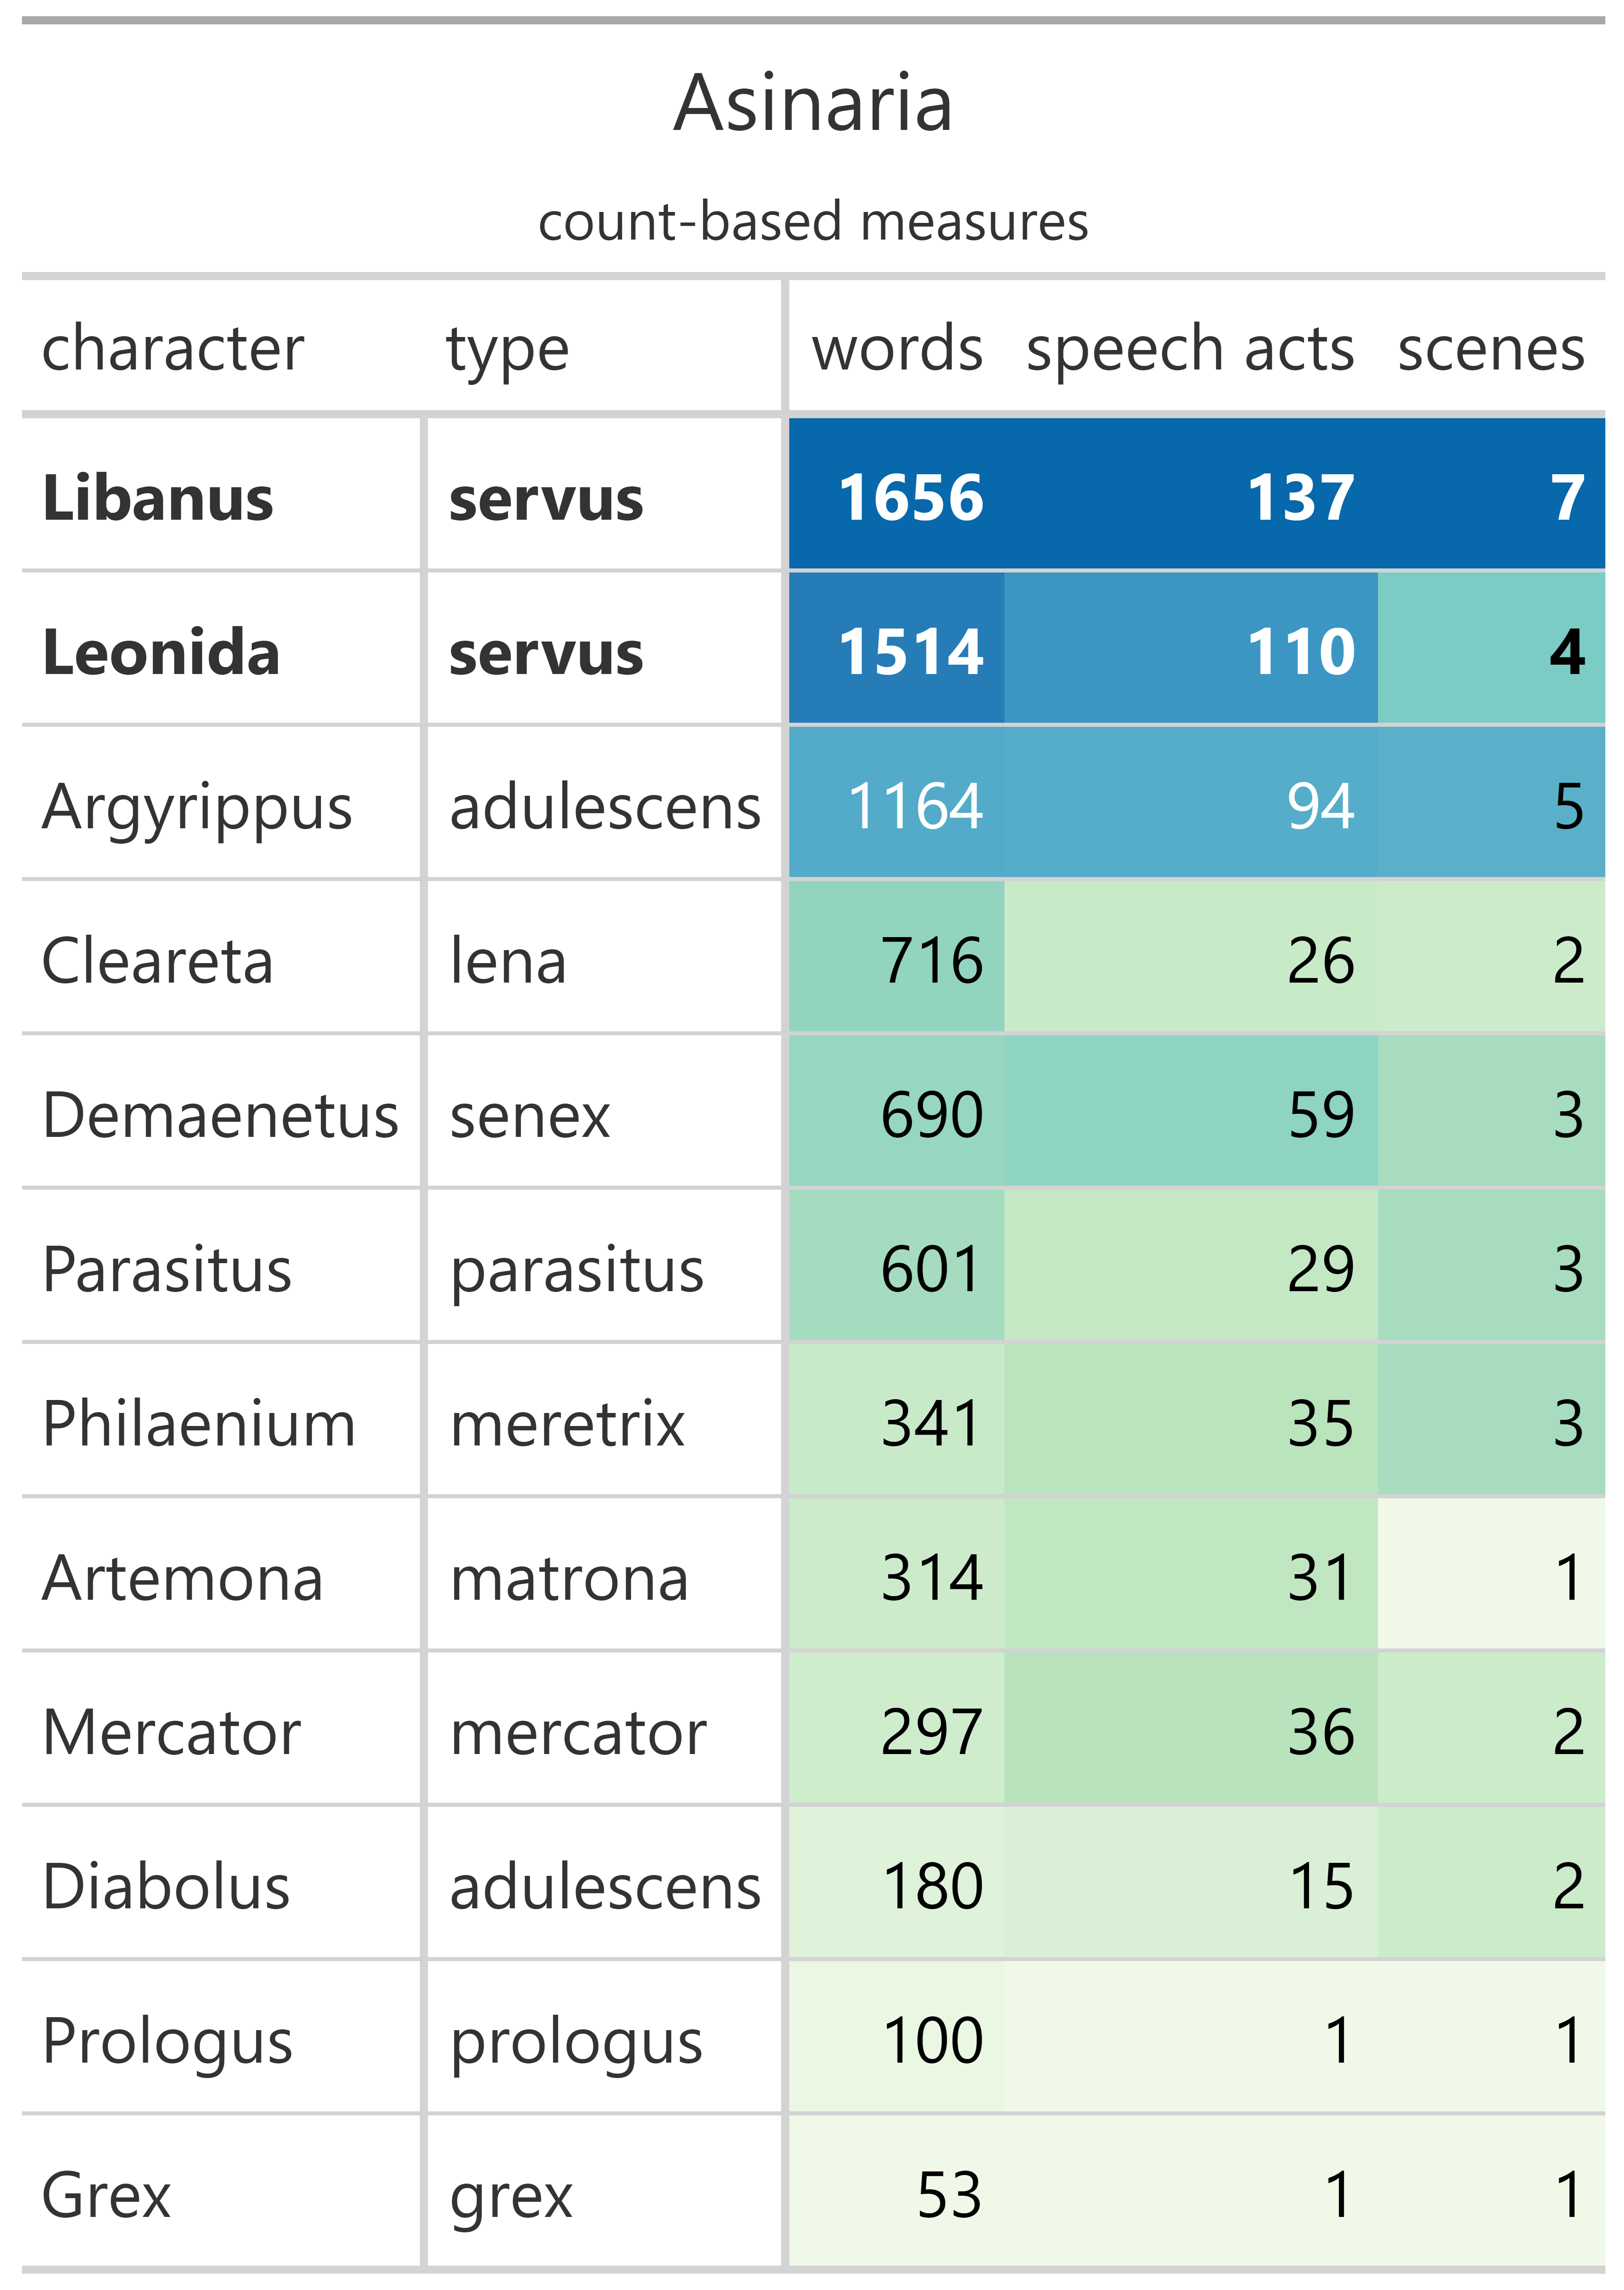 Asinaria
count-based measures
character type words speech acts scenes
Libanus servus 1656 137 7
Leonida servus 1514 110 4
Argyrippus adulescens 1164 94 5
Cleareta lena 716 26 2
Demaenetus senex 690 59 3
Parasitus parasitus 601 29 3
Philaenium meretrix 341 35 3
Artemona matrona 314 31 1
Mercator mercator 297 36 2
Diabolus adulescens 180 15 2
Prologus prologus 100 1 1
Grex grex 53 1 1